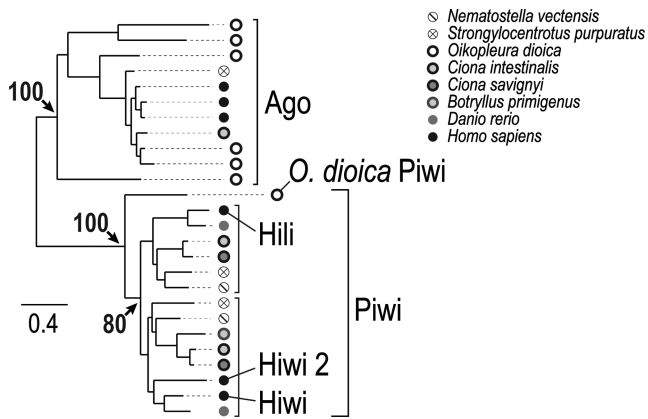 Nematostella vectensis
Strongylocentrotus purpuratus
Oikopleura dioica
Ciona intestinalis
Ciona savignyi
Botryllus primigenus
Danio rerio
Homo sapiens
100
Ago
O. dioica Piwi
100
Hili
0.4
80
Piwi
Hiwi 2
Hiwi